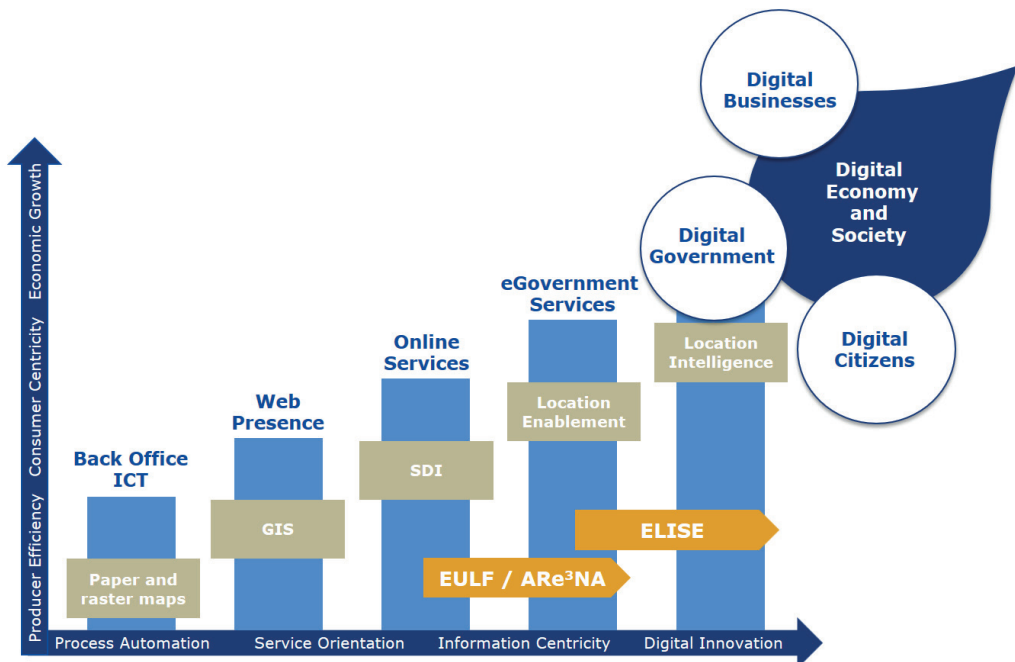 Digital
Businesses
Digital
Economy
and
Society
Digital
Government
Digital
Citizens
eGovernment
Services
Location
Intelligence
Online
Services
Location
Enablement
Web
Presence
SDI
Back Office
ICT
GIS
Paper and
raster maps
ELISE
EULF / ARe³NA
Producer Efficiency Consumer Centricity Economic Growth
Process Automation Service Orientation Information Centricity Digital Innovation